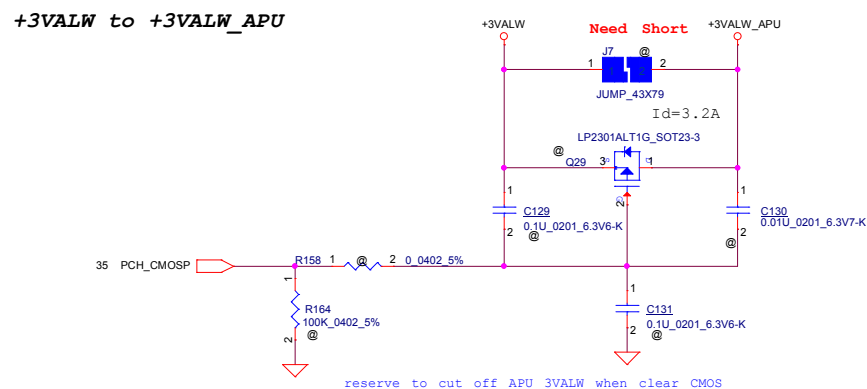 +3VALW to +3VALW_APU
+3VALW
Need Short
+3VALW_APU
J7
@
1
1
2
2
JUMP_43X79
Id=3.2A
LP2301ALT1G_SOT23-3
@
Q29
3
1
2
1
C129
0.1U_0201_6.3V6-K
2
@
1
C130
0.01U_0201_6.3V7-K
2
@
35 PCH_CMOSP
R158 1 @ 2 0_0402_5%
1
R164
100K_0402_5%
2
@
1
C131
0.1U_0201_6.3V6-K
2
@
reserve to cut off APU 3VALW when clear CMOS